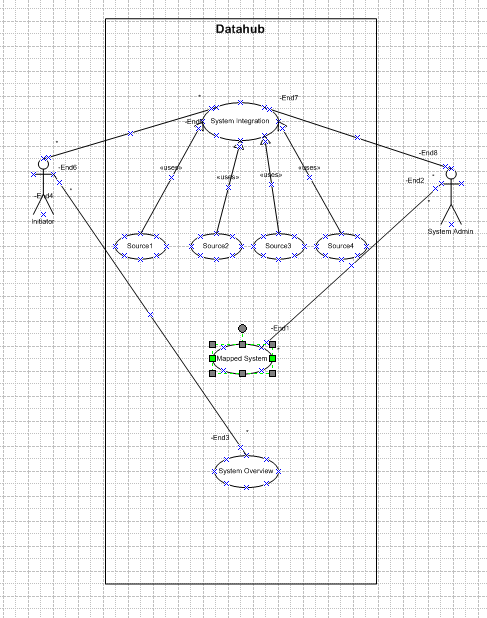 Datahub
-End7
System Integration
-End8
-End6
«uses»
«uses»
«uses»
«uses»
-End2
-End4
Initiator
System Admin
Source1
Source2
Source3
Source4
-End1
Mapped System
-End3
System Overview